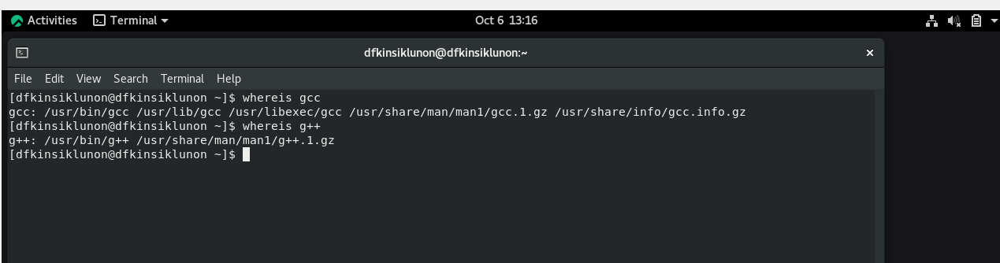 Activities Terminal Oct 6 13:16
dfkinsiklunon@dfkinsiklunon:~ ×
File Edit View Search Terminal Help
[dfkinsiklunon@dfkinsiklunon ~]$ whereis gcc
gcc: /usr/bin/gcc /usr/lib/gcc /usr/libexec/gcc /usr/share/man/man1/gcc.1.gz /usr/share/info/gcc.info.gz
[dfkinsiklunon@dfkinsiklunon ~]$ whereis g++
g++: /usr/bin/g++ /usr/share/man/man1/g++.1.gz
[dfkinsiklunon@dfkinsiklunon ~]$